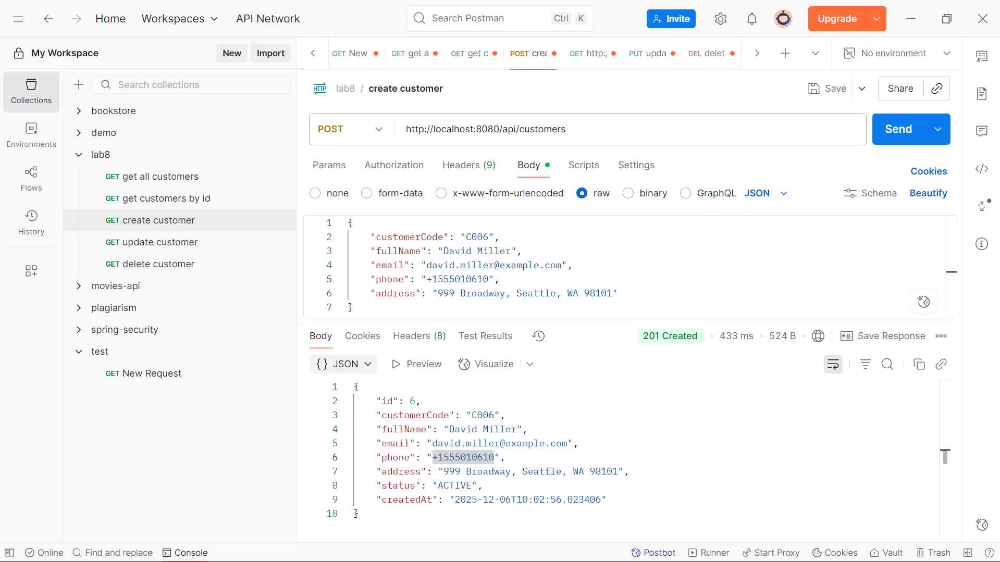 Home
Workspaces
API Network
Search Postman
Ctrl
K
Invite
Upgrade
My Workspace
New
Import
GET New
GET get a
GET get c
POST crea
GET http:/
PUT upda
DEL delet
No environment
Collections
Environments
Flows
History
Search collections
bookstore
demo
lab8
GET get all customers
GET get customers by id
GET create customer
GET update customer
GET delete customer
movies-api
plagiarism
spring-security
test
GET New Request
HTTP
lab8 / create customer
Save
Share
POST
http://localhost:8080/api/customers
Send
Params
Authorization
Headers (9)
Body
Scripts
Settings
Cookies
none
form-data
x-www-form-urlencoded
raw
binary
GraphQL
JSON
Schema
Beautify
1 {
2 "customerCode": "C006",
3 "fullName": "David Miller",
4 "email": "david.miller@example.com",
5 "phone": "+1555010610",
6 "address": "999 Broadway, Seattle, WA 98101"
7 }
Body
Cookies
Headers (8)
Test Results
201 Created
433 ms
524 B
e.g.
Save Response
{} JSON
Preview
Visualize
1 {
2 "id": 6,
3 "customerCode": "C006",
4 "fullName": "David Miller",
5 "email": "david.miller@example.com",
6 "phone": "+1555010610",
7 "address": "999 Broadway, Seattle, WA 98101",
8 "status": "ACTIVE",
9 "createdAt": "2025-12-06T10:02:56.023406"
10 }
Online
Find and replace
Console
Postbot
Runner
Start Proxy
Cookies
Vault
Trash